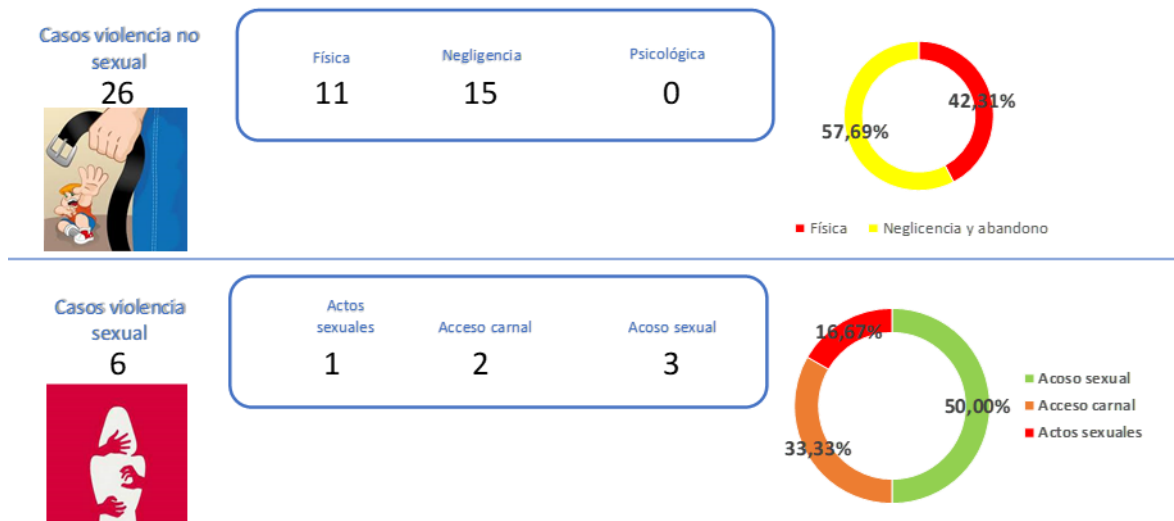 Casos violencia no
sexual
26
Física
Negligencia
Psicológica
11
15
0
42,31%
57,69%
Física
Neglicencia y abandono
Casos violencia
sexual
6
Actos
sexuales
Acceso carnal
Acoso sexual
1
2
3
16,67%
50,00%
33,33%
Acoso sexual
Acceso carnal
Actos sexuales